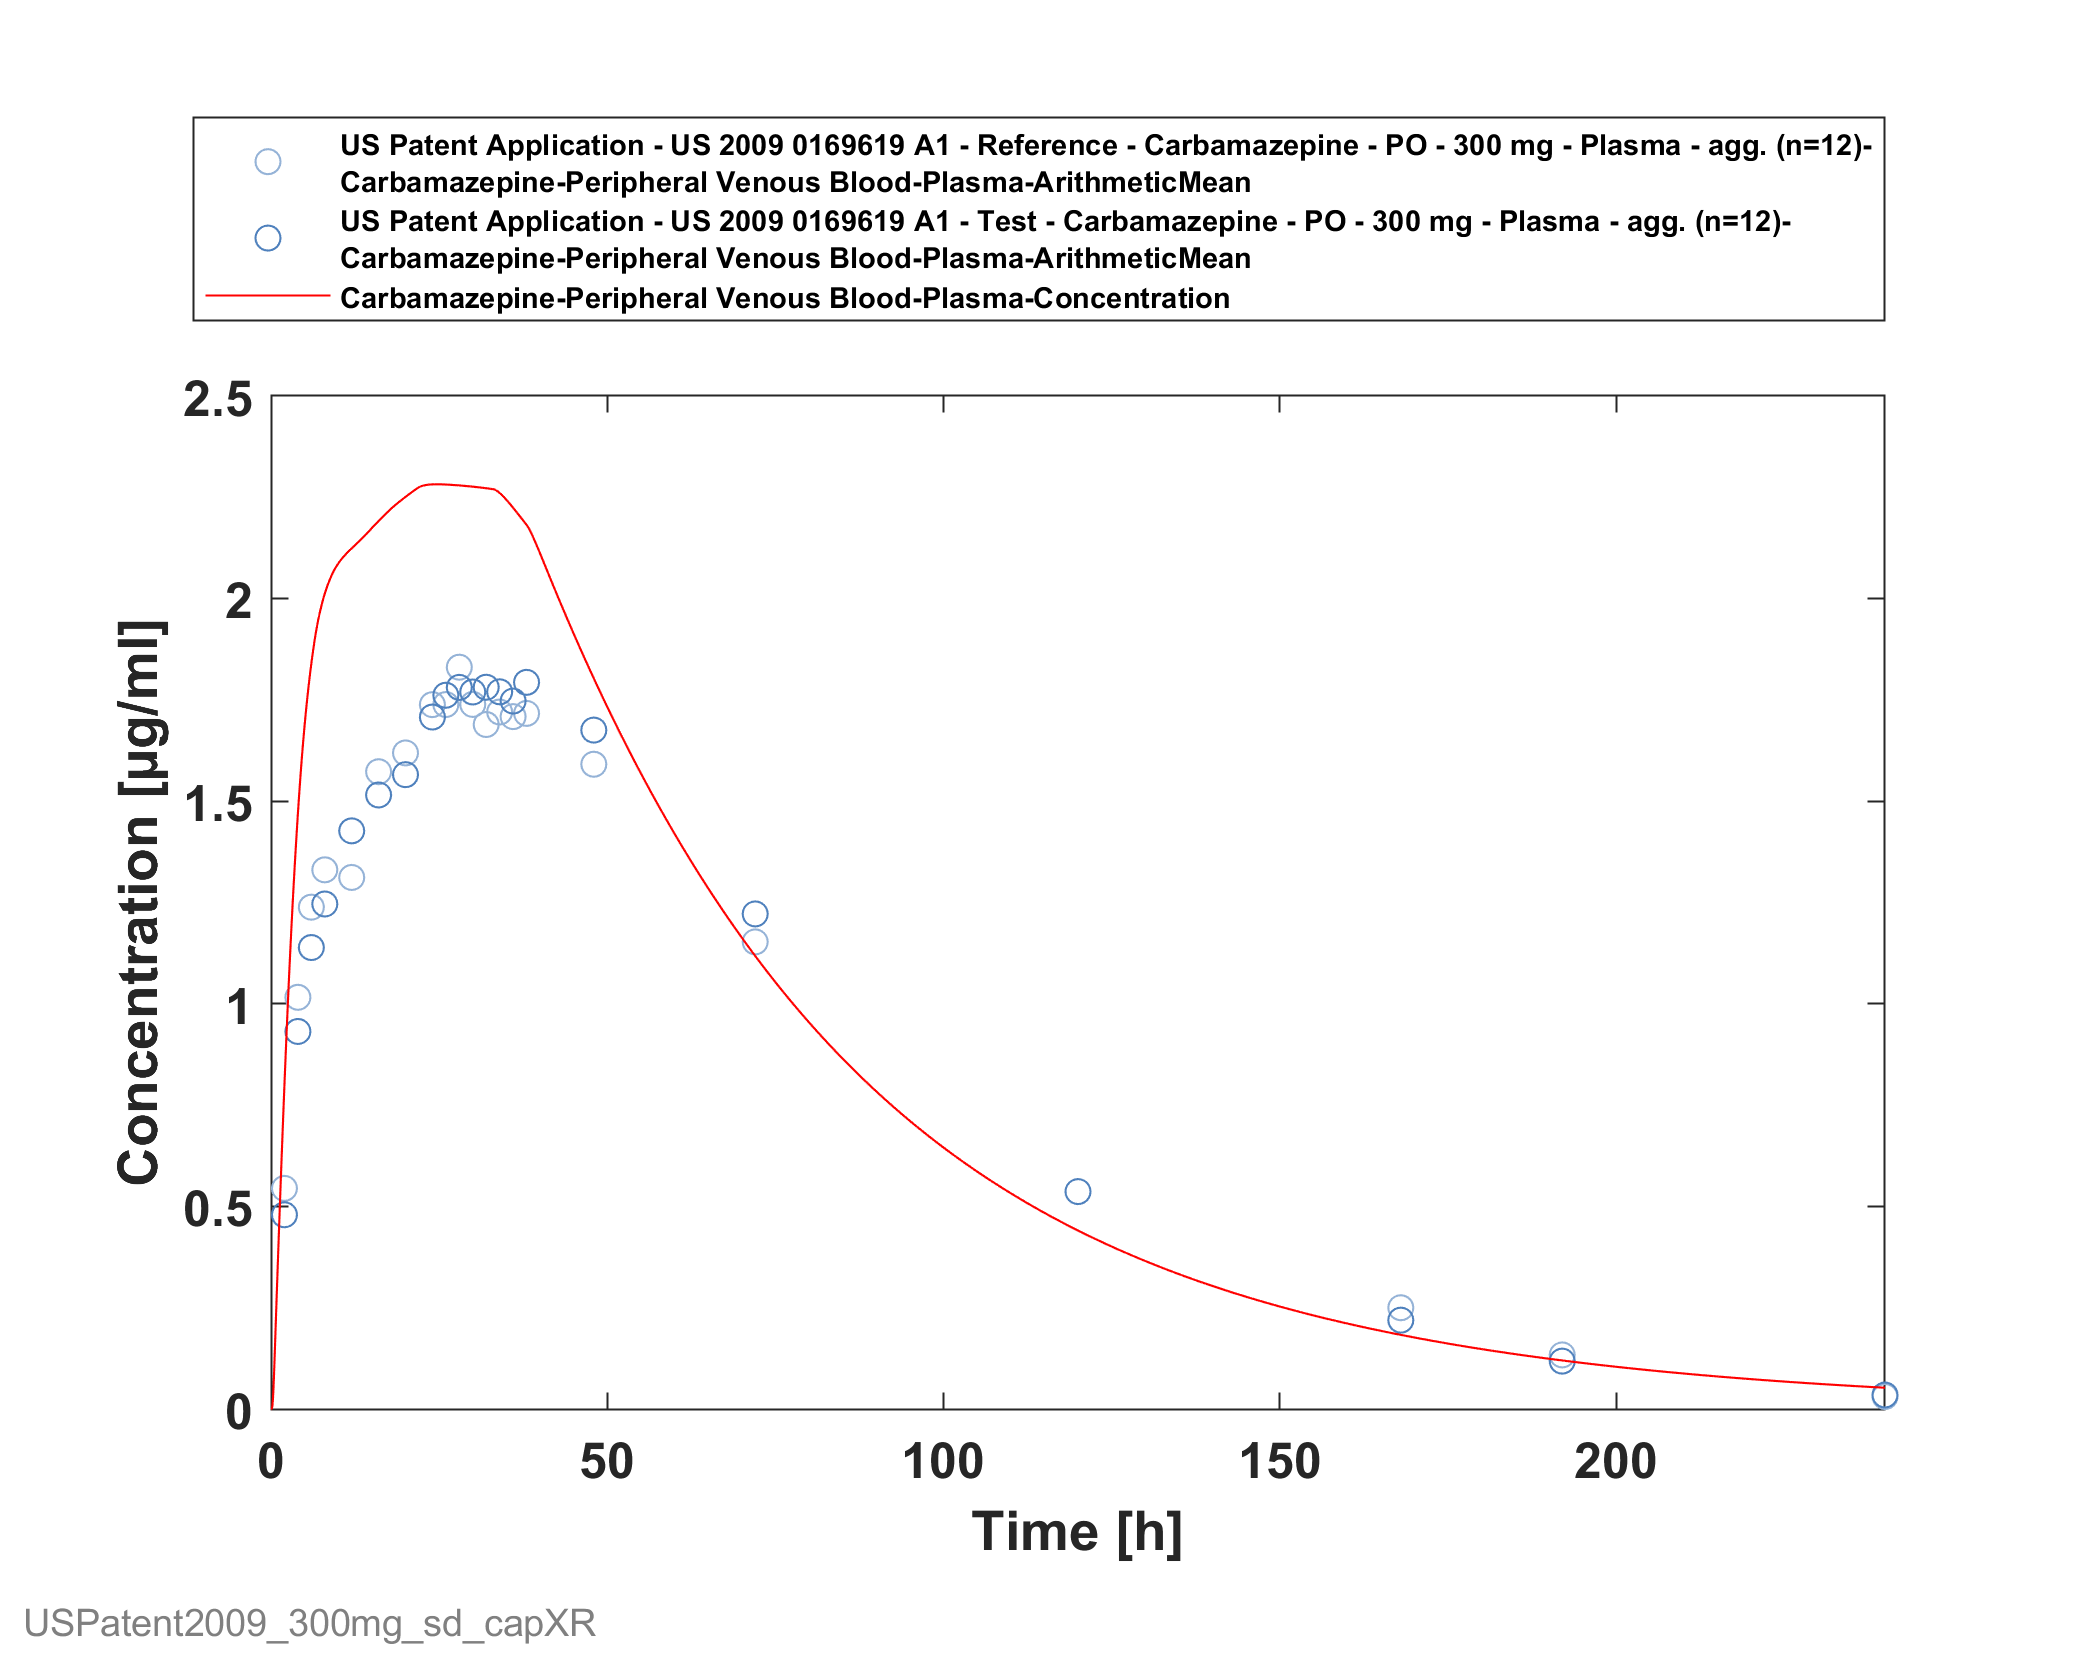 US Patent Application - US 2009 0169619 A1 - Reference - Carbamazepine - PO - 300 mg - Plasma - agg. (n=12)-
Carbamazepine-Peripheral Venous Blood-Plasma-ArithmeticMean
US Patent Application - US 2009 0169619 A1 - Test - Carbamazepine - PO - 300 mg - Plasma - agg. (n=12)-
Carbamazepine-Peripheral Venous Blood-Plasma-ArithmeticMean
Carbamazepine-Peripheral Venous Blood-Plasma-Concentration
2.5
2
1.5
1
0.5
0
Concentration [µg/ml]
0 50 100 150 200
Time [h]
USPatent2009_300mg_sd_capXR